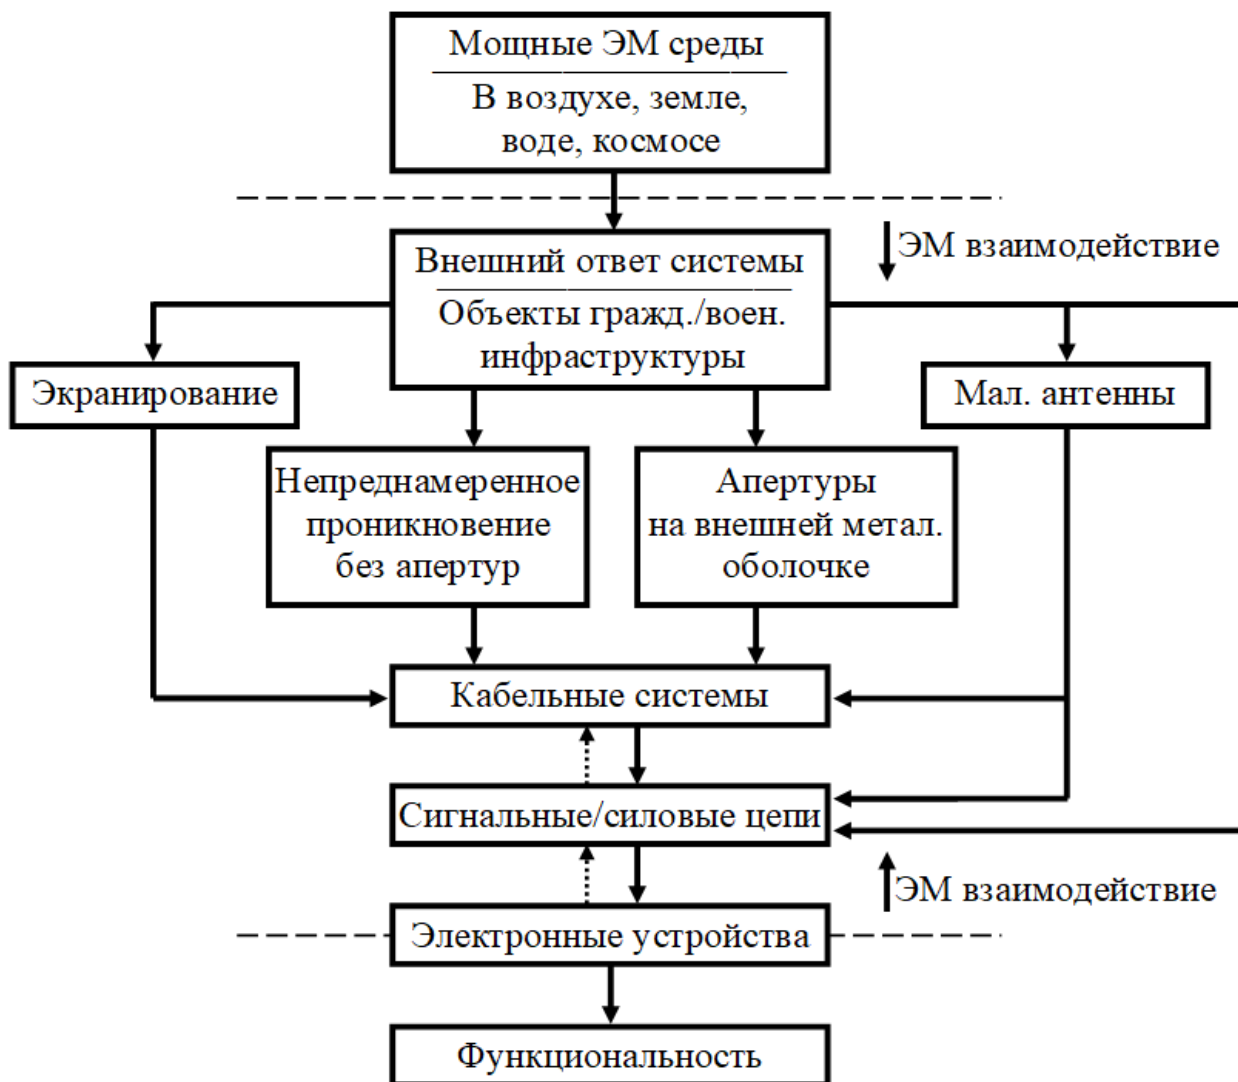 Мощные ЭМ среды
В воздухе, земле,
воде, космосе
ЭМ взаимодействие
Внешний ответ системы
Объекты гражд./воен.
инфраструктуры
Экранирование
Мал. антенны
Непреднамеренное
проникновение
без апертур
Апертуры
на внешней метал.
оболочке
Кабельные системы
Сигнальные/силовые цепи
ЭМ взаимодействие
Электронные устройства
Функциональность